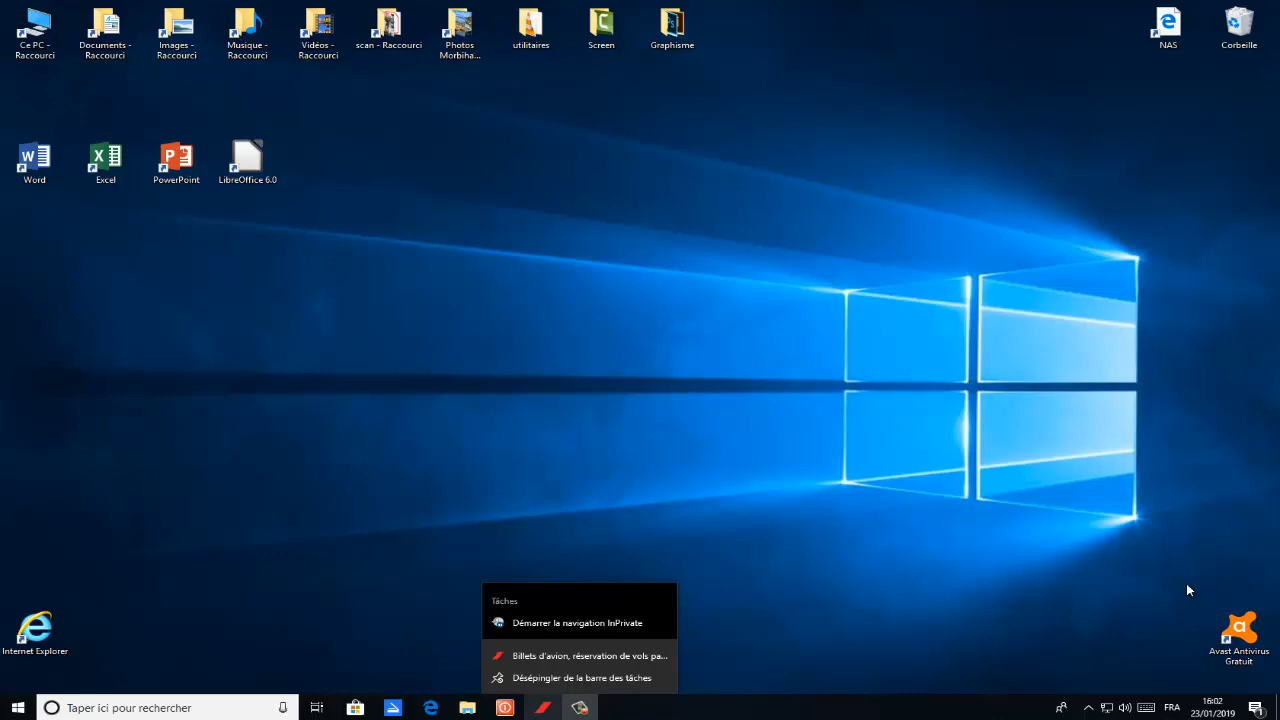 Ce PC -
Raccourci
Documents -
Raccourci
Images -
Raccourci
Musique -
Raccourci
Vidéos -
Raccourci
scan - Raccourci
Photos
Morbiha...
utilitaires
Screen
Graphisme
NAS
Corbeille
Word
Excel
PowerPoint
LibreOffice 6.0
Internet Explorer
Avast Antivirus
Gratuit
Tâches
Démarrer la navigation InPrivate
Billets d'avion, réservation de vols pa...
Désépingler de la barre des tâches
Taper ici pour rechercher
FRA
16:02
23/01/2019